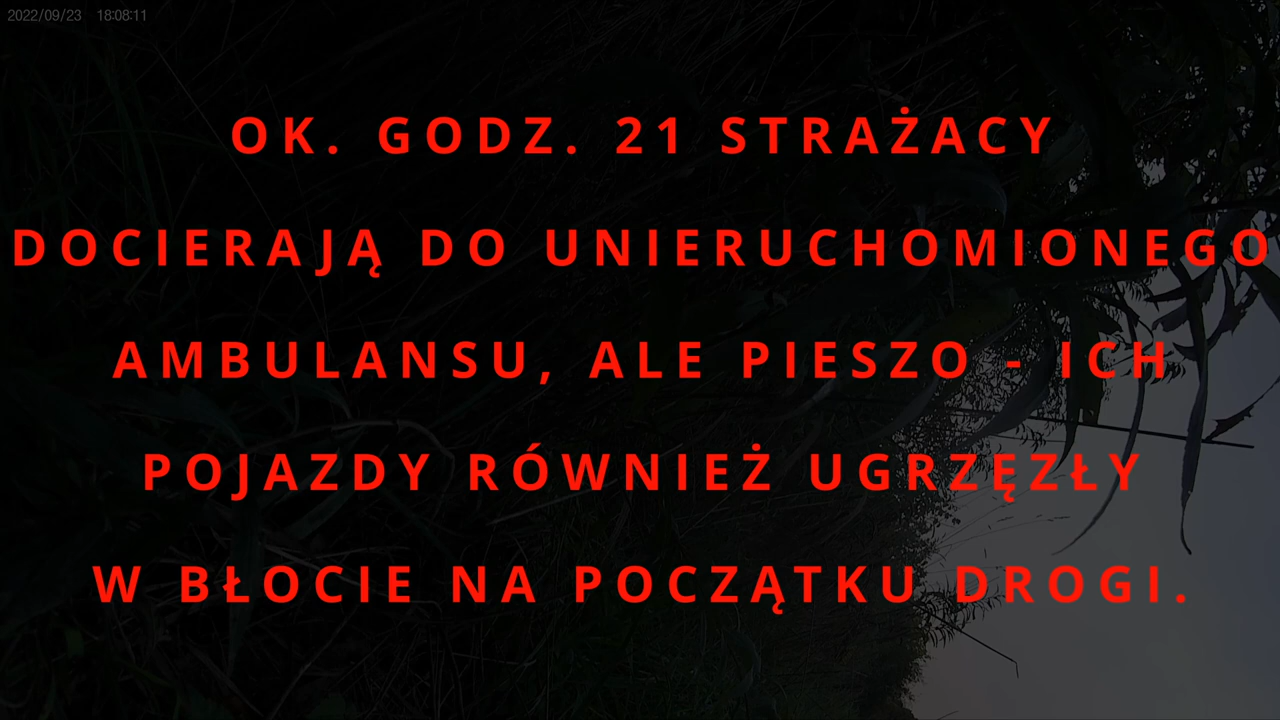 2022/09/23 18:08:11
OK. GODZ. 21 STRAŻACY
DOCIERAJĄ DO UNIERUCHOMIONEGO
AMBULANSU, ALE PIESZO - ICH
POJAZDY RÓWNIEŻ UGRZĘZŁY
W BŁOCIE NA POCZĄTKU DROGI.